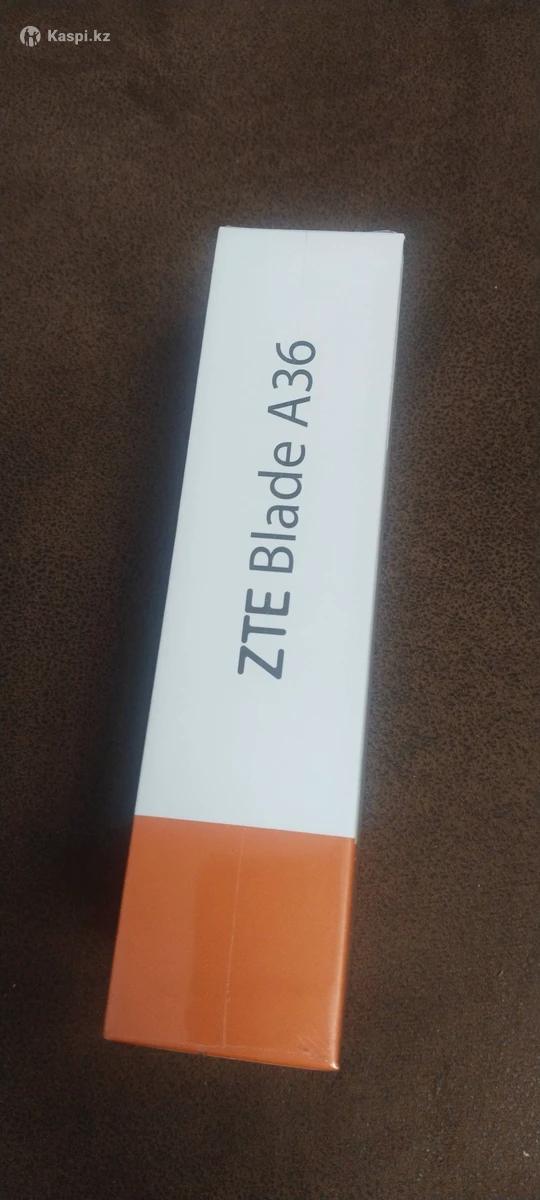 Kaspi.kz
ZTE Blade A36